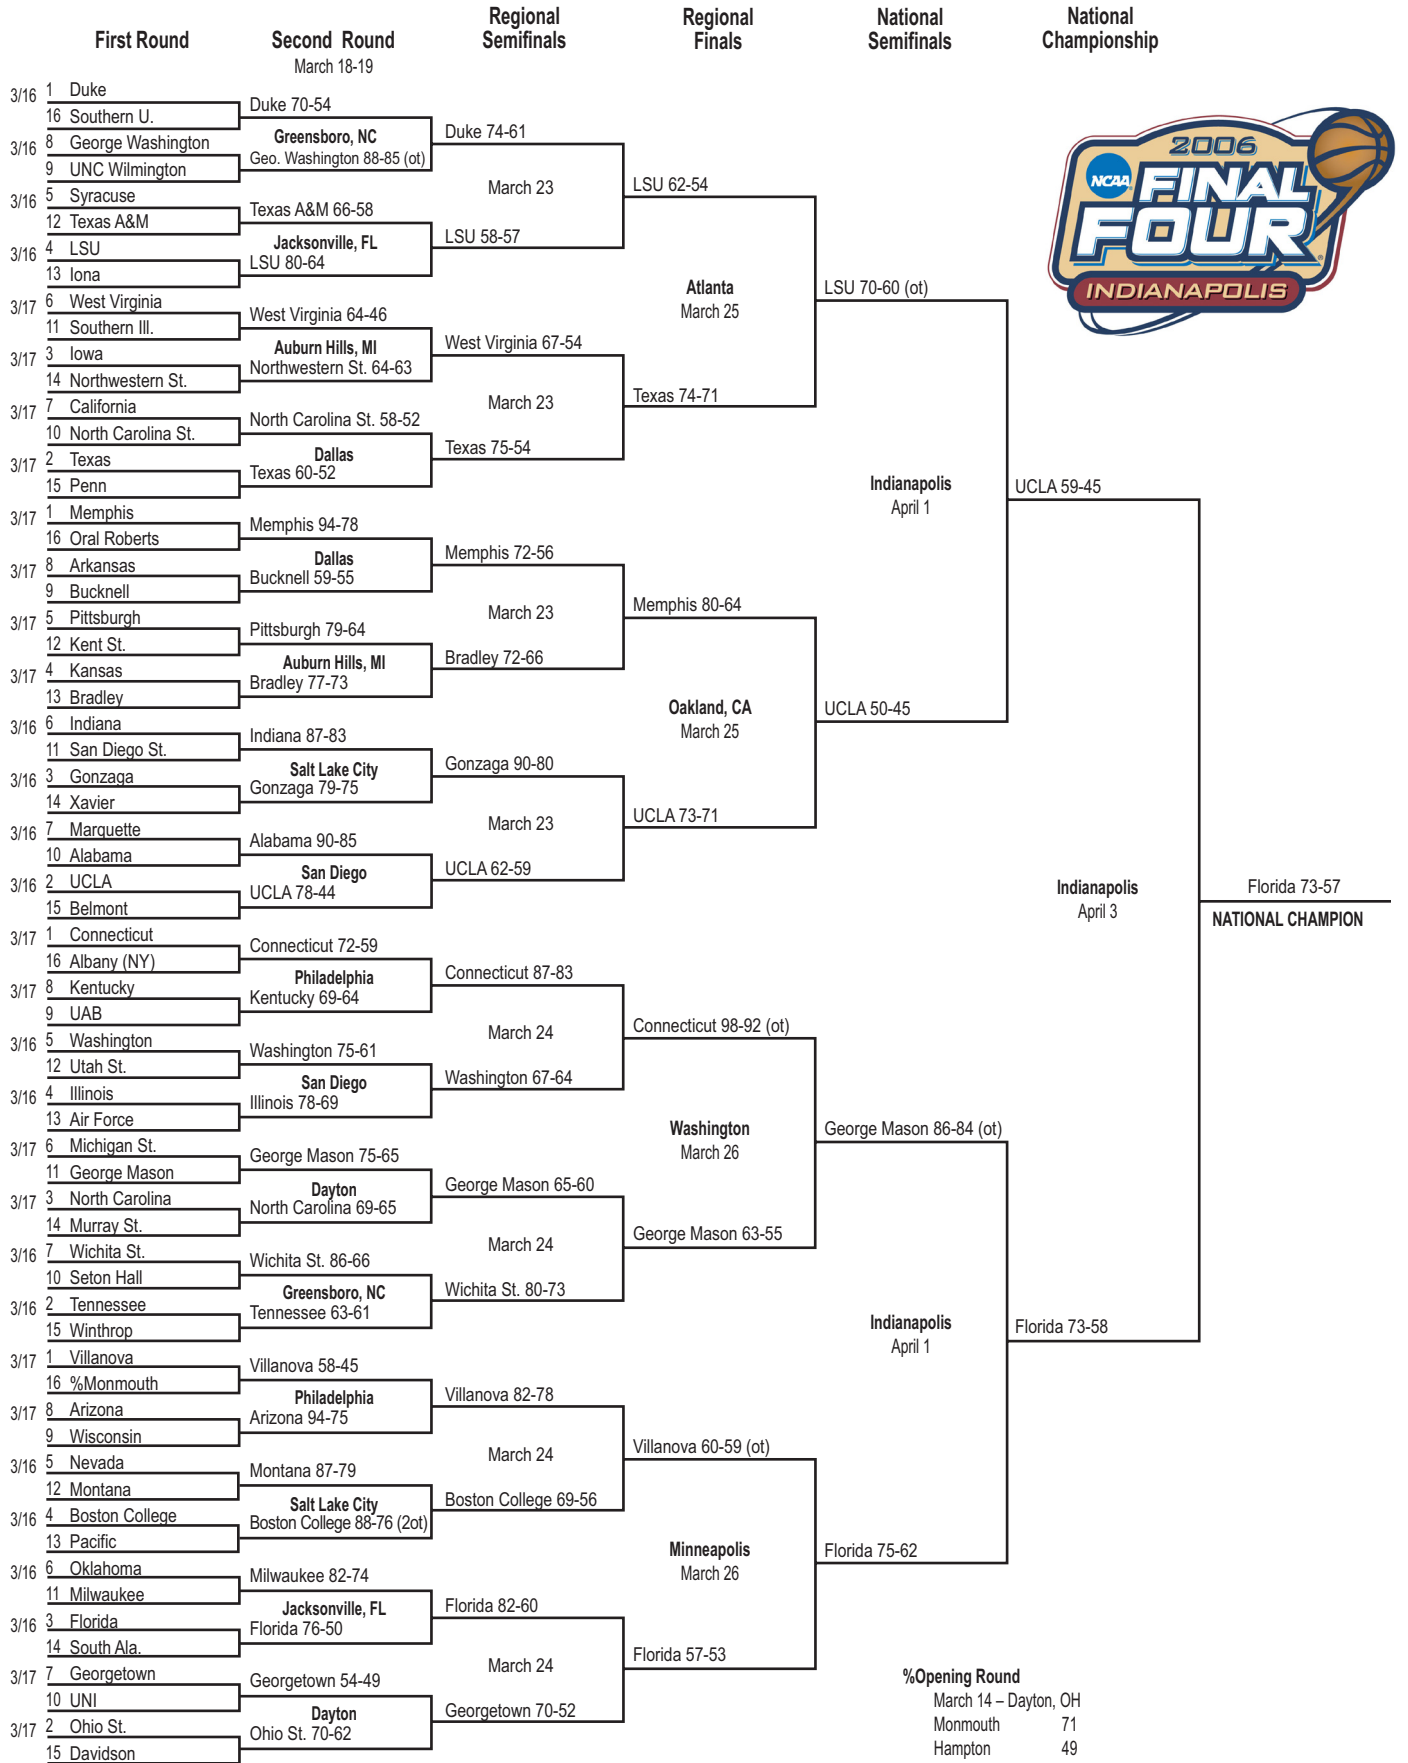 First Round
Second Round
March 18-19
Regional
Semifinals
Regional
Finals
National
Semifinals
National
Championship
2006
NCAA
FINAL
FOUR
INDIANAPOLIS
3/16 1 Duke
16 Southern U.
3/16 8 George Washington
9 UNC Wilmington
3/16 5 Syracuse
12 Texas A&M
3/16 4 LSU
13 Iona
3/17 6 West Virginia
11 Southern Ill.
3/17 3 Iowa
14 Northwestern St.
3/17 7 California
10 North Carolina St.
3/17 2 Texas
15 Penn
3/17 1 Memphis
16 Oral Roberts
3/17 8 Arkansas
9 Bucknell
3/17 5 Pittsburgh
12 Kent St.
3/17 4 Kansas
13 Bradley
3/16 6 Indiana
11 San Diego St.
3/16 3 Gonzaga
14 Xavier
3/16 7 Marquette
10 Alabama
3/16 2 UCLA
15 Belmont
3/17 1 Connecticut
16 Albany (NY)
3/17 8 Kentucky
9 UAB
3/16 5 Washington
12 Utah St.
3/16 4 Illinois
13 Air Force
3/17 6 Michigan St.
11 George Mason
3/17 3 North Carolina
14 Murray St.
3/16 7 Wichita St.
10 Seton Hall
3/16 2 Tennessee
15 Winthrop
3/17 1 Villanova
16 %Monmouth
3/17 8 Arizona
9 Wisconsin
3/16 5 Nevada
12 Montana
3/16 4 Boston College
13 Pacific
3/16 6 Oklahoma
11 Milwaukee
3/16 3 Florida
14 South Ala.
3/17 7 Georgetown
10 UNI
3/17 2 Ohio St.
15 Davidson
Duke 70-54
Greensboro, NC
Geo. Washington 88-85 (ot)
Texas A&M 66-58
Jacksonville, FL
LSU 80-64
West Virginia 64-46
Auburn Hills, MI
Northwestern St. 64-63
North Carolina St. 58-52
Dallas
Texas 60-52
Memphis 94-78
Dallas
Bucknell 59-55
Pittsburgh 79-64
Auburn Hills, MI
Bradley 77-73
Indiana 87-83
Salt Lake City
Gonzaga 79-75
Alabama 90-85
San Diego
UCLA 78-44
Connecticut 72-59
Philadelphia
Kentucky 69-64
Washington 75-61
San Diego
Illinois 78-69
George Mason 75-65
Dayton
North Carolina 69-65
Wichita St. 86-66
Greensboro, NC
Tennessee 63-61
Villanova 58-45
Philadelphia
Arizona 94-75
Montana 87-79
Salt Lake City
Boston College 88-76 (2ot)
Milwaukee 82-74
Jacksonville, FL
Florida 76-50
Georgetown 54-49
Dayton
Ohio St. 70-62
Duke 74-61
March 23
LSU 58-57
West Virginia 67-54
March 23
Texas 75-54
Memphis 72-56
March 23
Bradley 72-66
Gonzaga 90-80
March 23
UCLA 62-59
Connecticut 87-83
March 24
Washington 67-64
George Mason 65-60
March 24
Wichita St. 80-73
Villanova 82-78
March 24
Boston College 69-56
Florida 82-60
March 24
Georgetown 70-52
LSU 62-54
Atlanta
March 25
Texas 74-71
Memphis 80-64
Oakland, CA
March 25
UCLA 73-71
Connecticut 98-92 (ot)
Washington
March 26
George Mason 63-55
Villanova 60-59 (ot)
Minneapolis
March 26
Florida 57-53
LSU 70-60 (ot)
Indianapolis
April 1
UCLA 50-45
George Mason 86-84 (ot)
Indianapolis
April 1
Florida 75-62
UCLA 59-45
Indianapolis
April 3
Florida 73-58
Florida 73-57
NATIONAL CHAMPION
%Opening Round
March 14 – Dayton, OH
Monmouth 71
Hampton 49